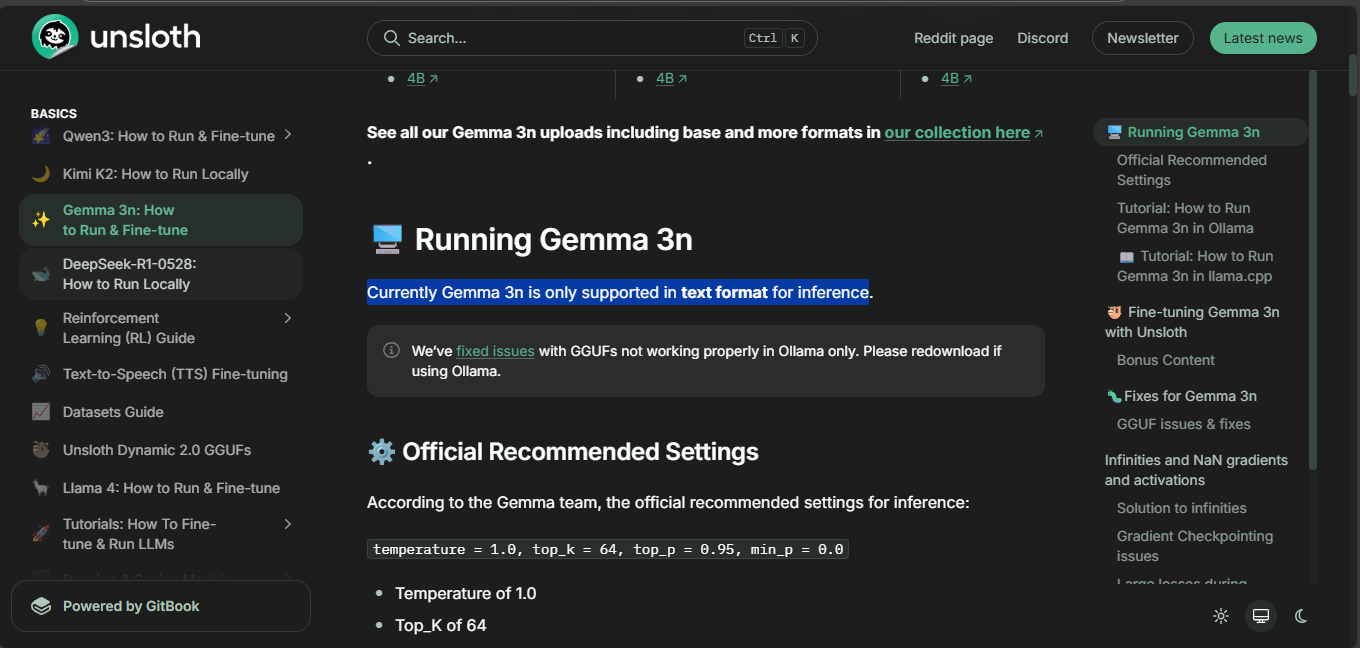 unsloth
Search...
Ctrl K
Reddit page
Discord
Newsletter
Latest news
BASICS
Qwen3: How to Run & Fine-tune
Kimi K2: How to Run Locally
Gemma 3n: How
to Run & Fine-tune
DeepSeek-R1-0528:
How to Run Locally
Reinforcement
Learning (RL) Guide
Text-to-Speech (TTS) Fine-tuning
Datasets Guide
Unsloth Dynamic 2.0 GGUFs
Llama 4: How to Run & Fine-tune
Tutorials: How To Fine-
tune & Run LLMs
Powered by GitBook
• 4B ↗
• 4B ↗
• 4B ↗
See all our Gemma 3n uploads including base and more formats in our collection here ↗
.
🖥️ Running Gemma 3n
Currently Gemma 3n is only supported in text format for inference.
We've fixed issues with GGUFs not working properly in Ollama only. Please redownload if
using Ollama.
⚙️ Official Recommended Settings
According to the Gemma team, the official recommended settings for inference:
temperature = 1.0, top_k = 64, top_p = 0.95, min_p = 0.0
• Temperature of 1.0
• Top_K of 64
🖥️ Running Gemma 3n
Official Recommended
Settings
Tutorial: How to Run
Gemma 3n in Ollama
📖 Tutorial: How to Run
Gemma 3n in llama.cpp
🦥 Fine-tuning Gemma 3n
with Unsloth
Bonus Content
🐛Fixes for Gemma 3n
GGUF issues & fixes
Infinities and NaN gradients
and activations
Solution to infinities
Gradient Checkpointing
issues
Large losses during